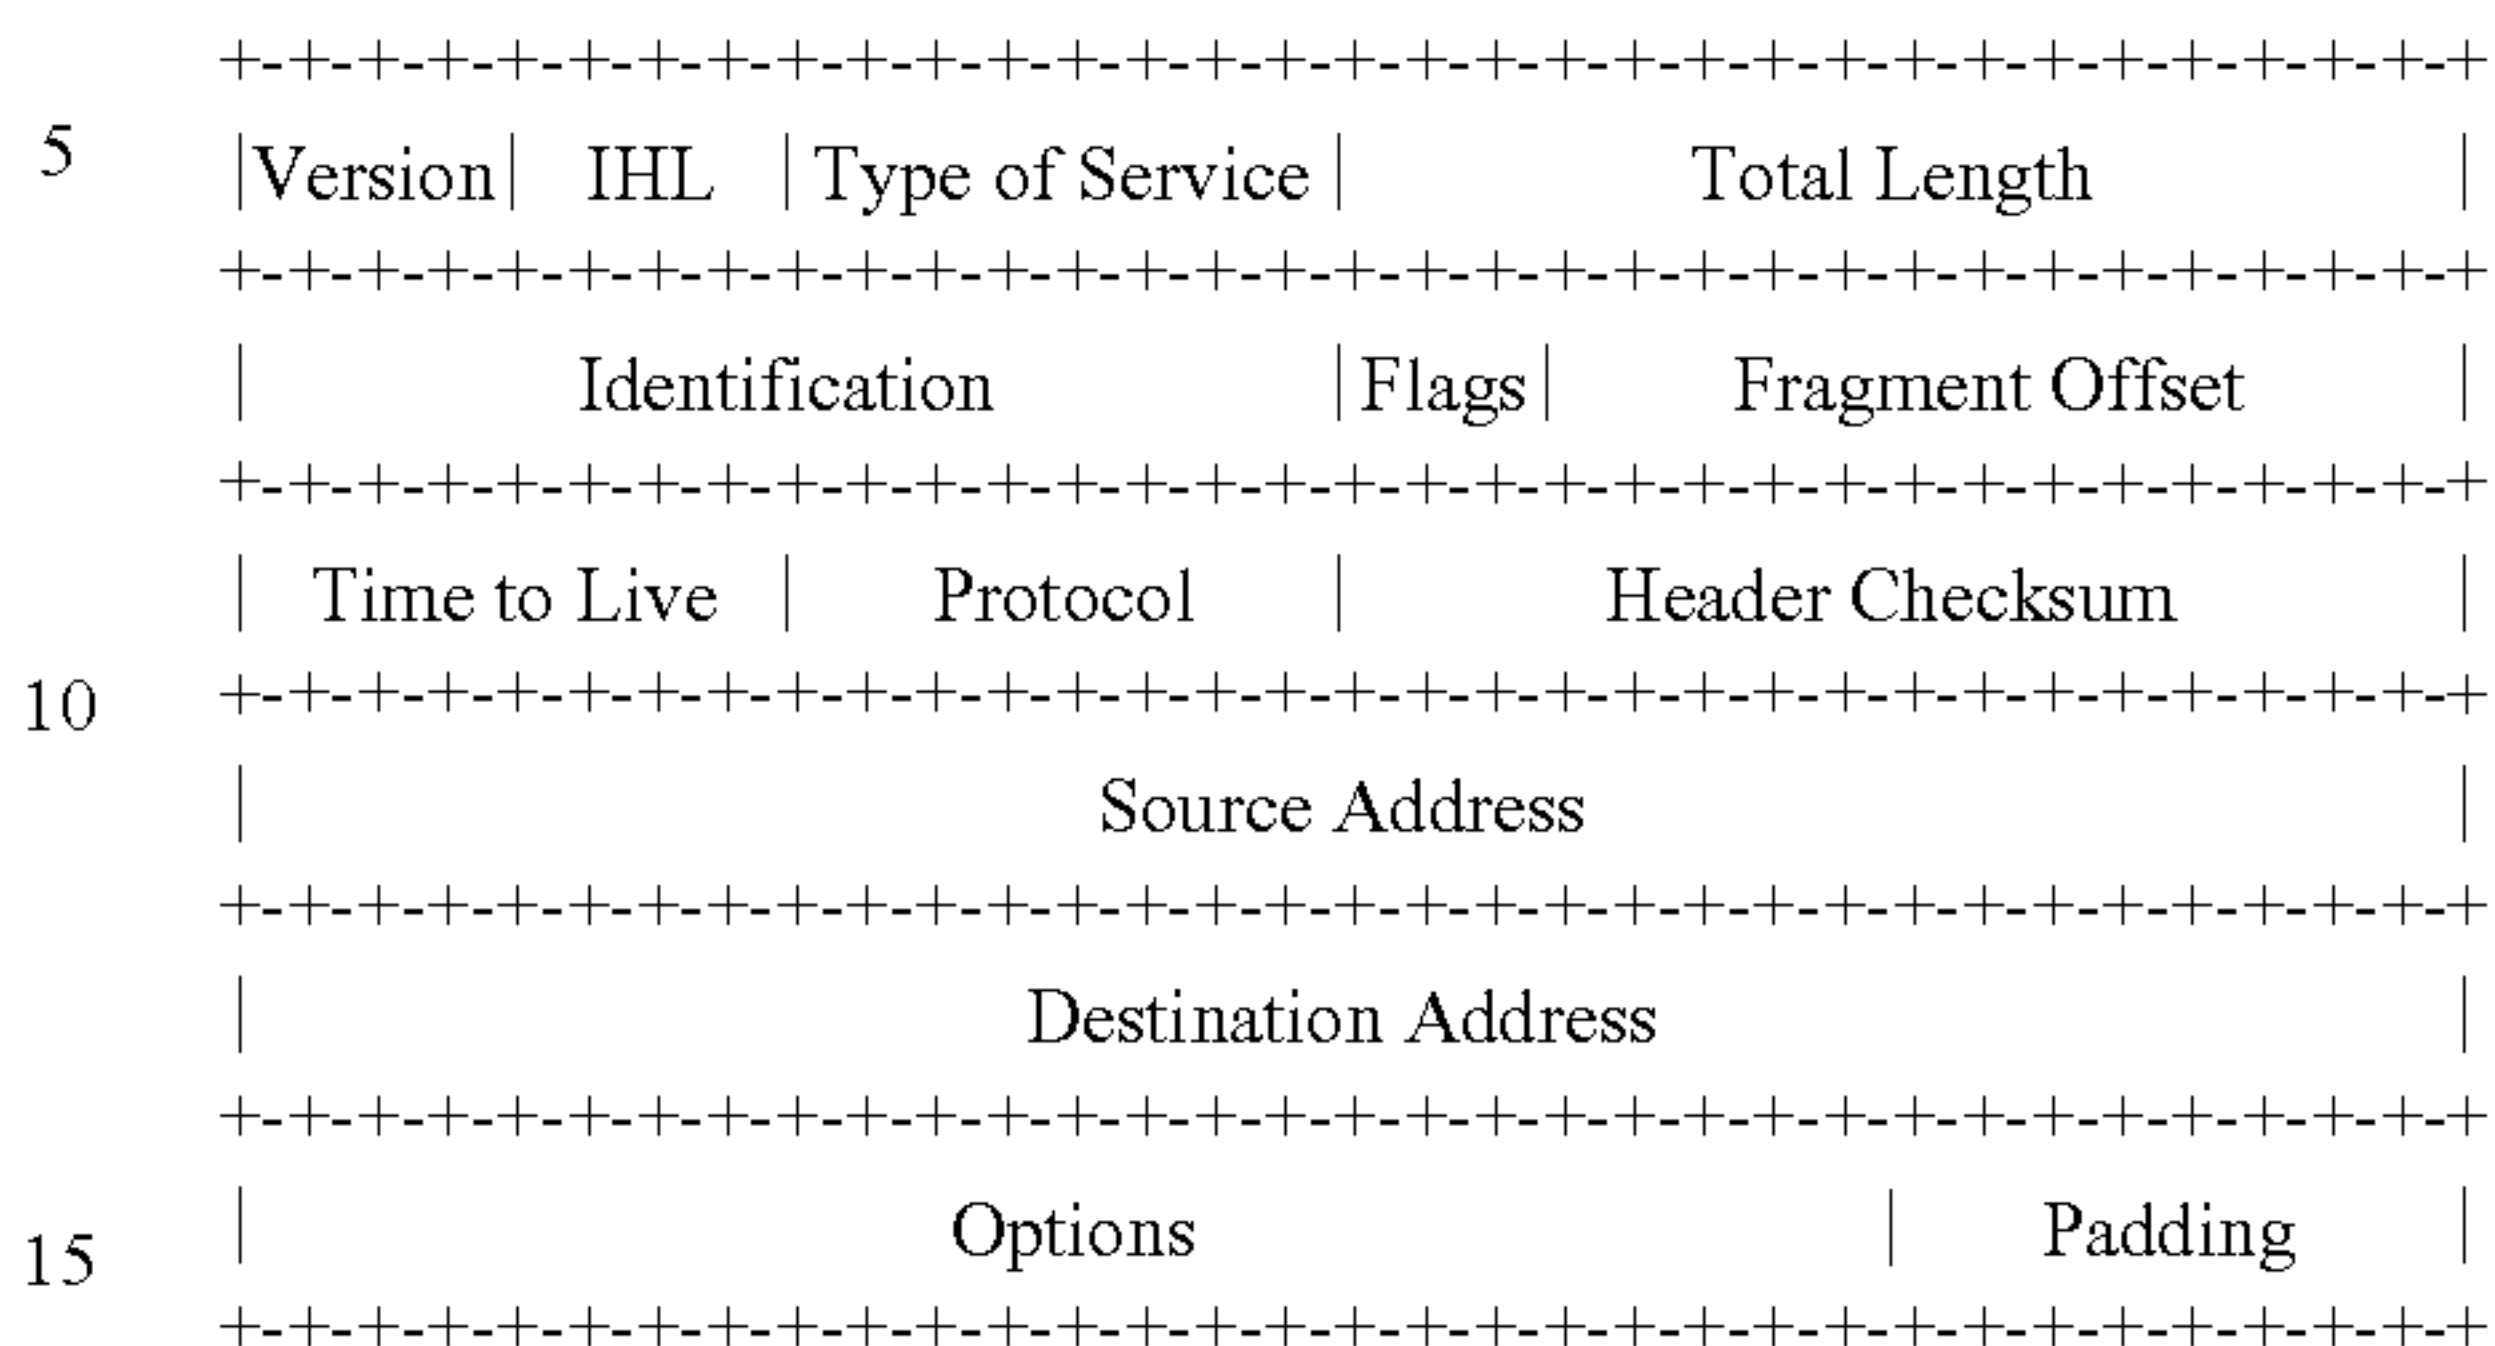 +-+-+-+-+-+-+-+-+-+-+-+-+-+-+-+-+-+-+-+-+-+-+-+-+-+-+-+-+-+-+-+-+
5 |Version| IHL |Type of Service| Total Length |
+-+-+-+-+-+-+-+-+-+-+-+-+-+-+-+-+-+-+-+-+-+-+-+-+-+-+-+-+-+-+-+-+
| Identification |Flags| Fragment Offset |
+-+-+-+-+-+-+-+-+-+-+-+-+-+-+-+-+-+-+-+-+-+-+-+-+-+-+-+-+-+-+-+-+
| Time to Live | Protocol | Header Checksum |
10 +-+-+-+-+-+-+-+-+-+-+-+-+-+-+-+-+-+-+-+-+-+-+-+-+-+-+-+-+-+-+-+-+
| Source Address |
+-+-+-+-+-+-+-+-+-+-+-+-+-+-+-+-+-+-+-+-+-+-+-+-+-+-+-+-+-+-+-+-+
| Destination Address |
+-+-+-+-+-+-+-+-+-+-+-+-+-+-+-+-+-+-+-+-+-+-+-+-+-+-+-+-+-+-+-+-+
15 | Options | Padding |
+-+-+-+-+-+-+-+-+-+-+-+-+-+-+-+-+-+-+-+-+-+-+-+-+-+-+-+-+-+-+-+-+